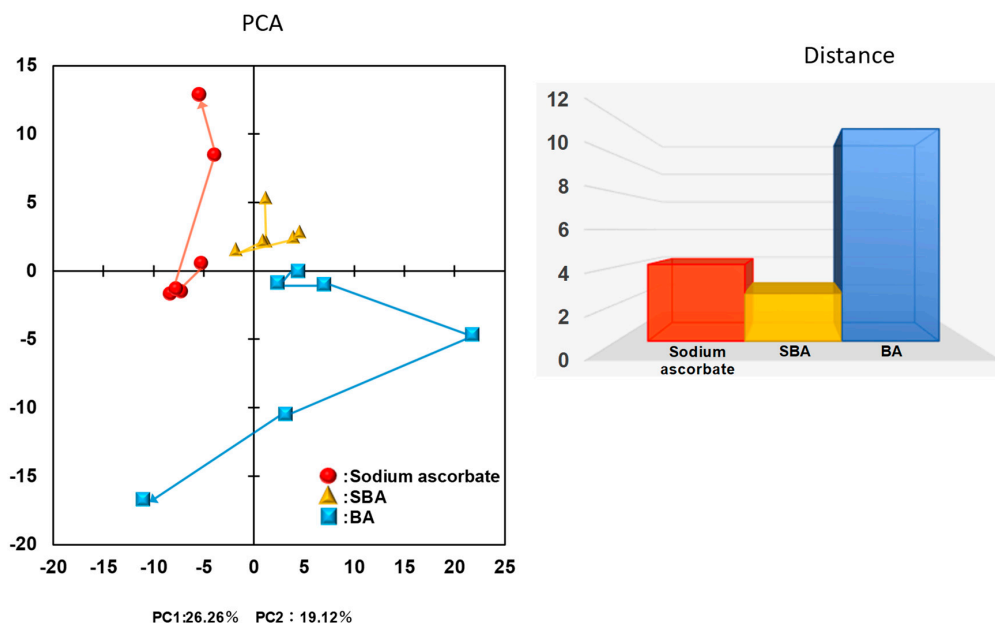 PCA
15
10
5
0
-5
-10
-15
-20
-20 -15 -10 -5 0 5 10 15 20 25
:Sodium ascorbate
:SBA
:BA
PC1:26.26% PC2：19.12%
Distance
12
10
8
6
4
2
0
Sodium
ascorbate
SBA
BA